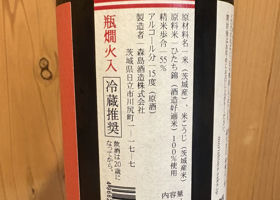 原材料名 米(茨城産)、米こうじ(茨城産米)
原料米 ひたち錦(酒造好適米)100%使用
精米歩合 55%
アルコール分 15度(原酒)
製造者 森島酒造株式会社
茨城県日立市川尻町一-一七-七
瓶燗火入
冷蔵推奨
飲酒は20歳に
なってから。
内容量